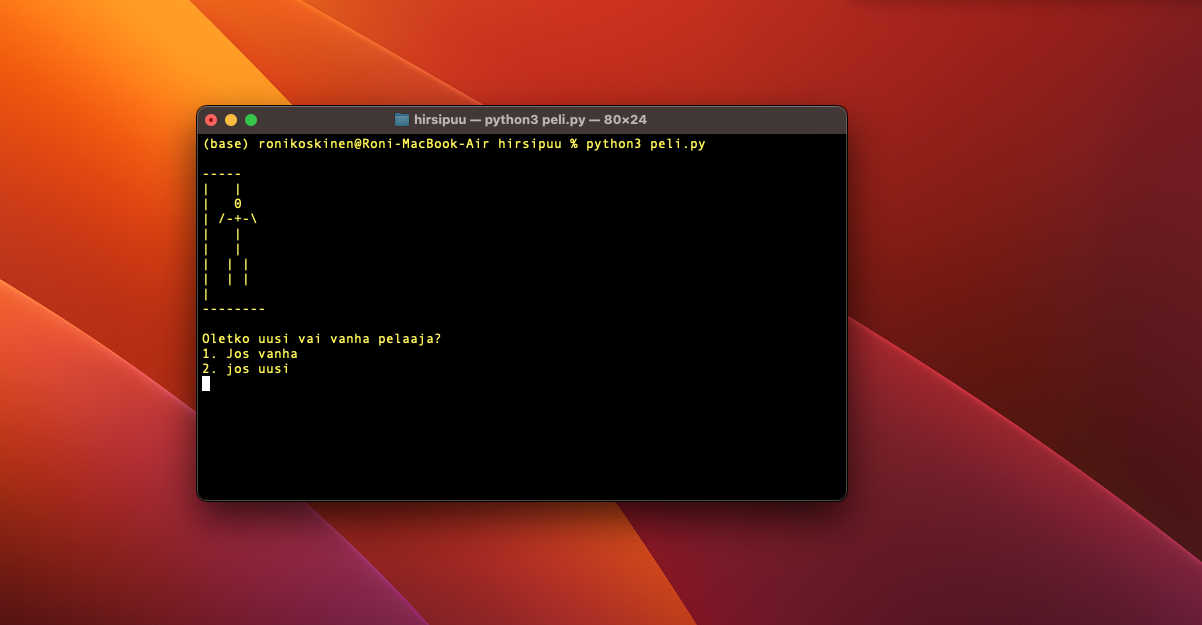 hirsipuu — python3 peli.py — 80×24
(base) ronikoskinen@Roni-MacBook-Air hirsipuu % python3 peli.py
-----
|   |
|   0
| /-+-\
|   |
|   |
|  | |
|  | |
|
--------
Oletko uusi vai vanha pelaaja?
1. Jos vanha
2. jos uusi